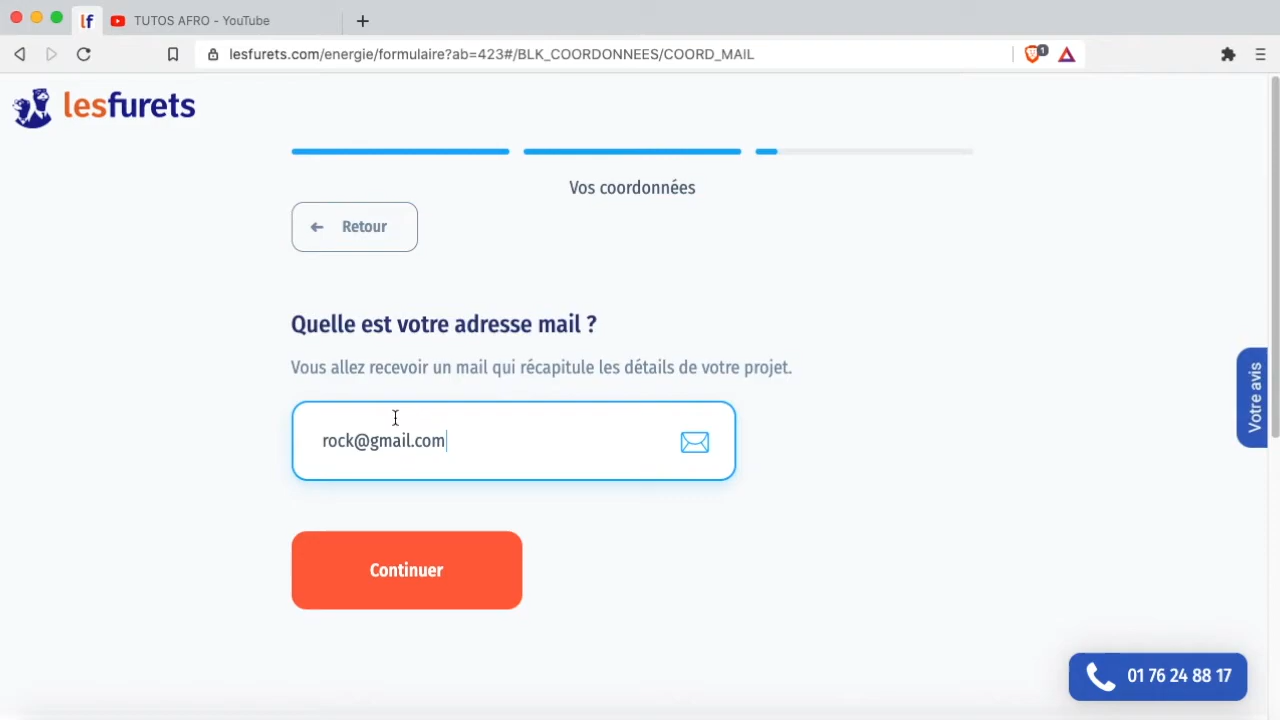 lf
TUTOS AFRO - YouTube
lesfurets.com/energie/formulaire?ab=423#/BLK_COORDONNEES/COORD_MAIL
1
lesfurets
Vos coordonnées
Retour
Quelle est votre adresse mail ?
Vous allez recevoir un mail qui récapitule les détails de votre projet.
rock@gmail.com
Continuer
Votre avis
01 76 24 88 17